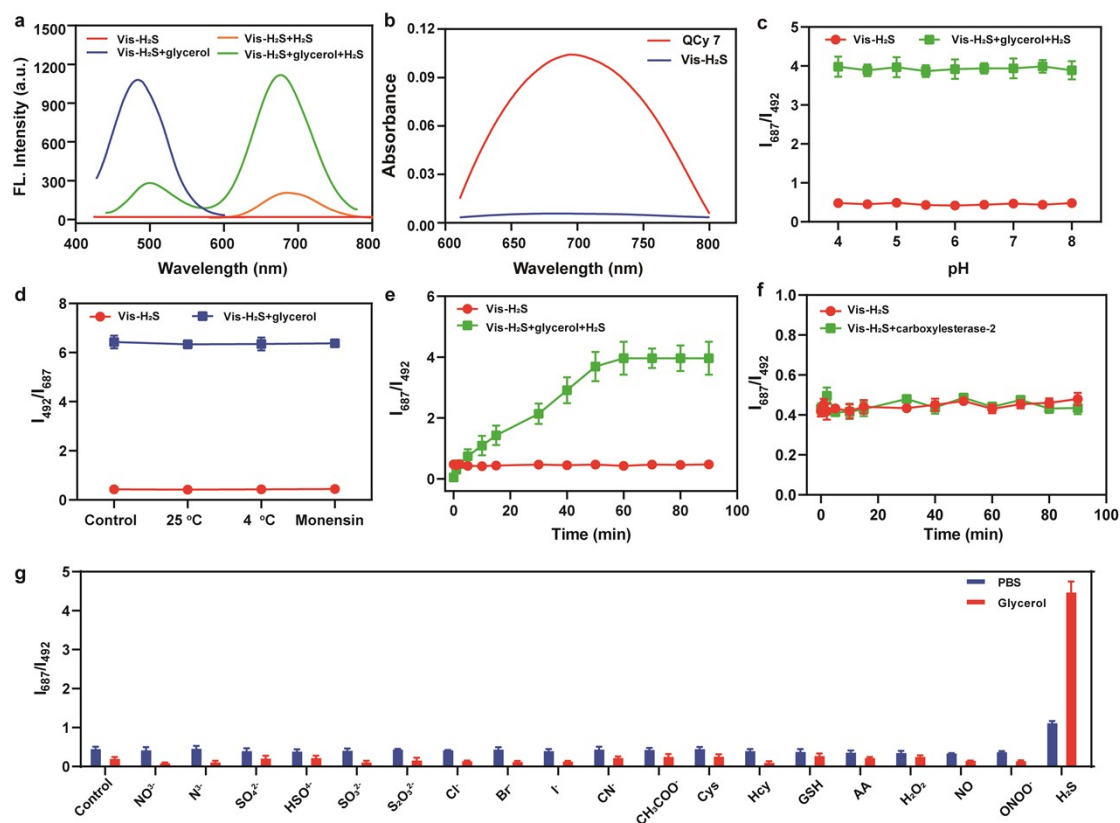 a
1500
1200
900
600
300
0
FL. Intensity (a.u.)
Vis-H₂S
Vis-H₂S+H₂S
Vis-H₂S+glycerol
Vis-H₂S+glycerol+H₂S
400 500 600 700 800
Wavelength (nm)
b
0.12
0.09
0.06
0.03
0.00
Absorbance
QCy 7
Vis-H₂S
600 650 700 750 800
Wavelength (nm)
c
Vis-H₂S
Vis-H₂S+glycerol+H₂S
5
4
3
2
1
0
I₆₈₇/I₄₉₂
4 5 6 7 8
pH
d
Vis-H₂S
Vis-H₂S+glycerol
8
6
4
2
0
I₄₉₂/I₆₈₇
Control 25 °C 4 °C Monensin
e
Vis-H₂S
Vis-H₂S+glycerol+H₂S
6
4
2
0
I₆₈₇/I₄₉₂
0 20 40 60 80 100
Time (min)
f
Vis-H₂S
Vis-H₂S+carboxylesterase-2
1.0
0.8
0.6
0.4
0.2
0.0
I₆₈₇/I₄₉₂
0 20 40 60 80 100
Time (min)
g
PBS
Glycerol
5
4
3
2
1
0
I₆₈₇/I₄₉₂
Control
NO³⁻
N³⁻
SO₄²⁻
HSO⁴⁻
SO₃²⁻
S₂O₃²⁻
Cl⁻
Br⁻
I⁻
CN⁻
CH₃COO⁻
Cys
Hcy
GSH
AA
H₂O₂
NO
ONOO⁻
H₂S